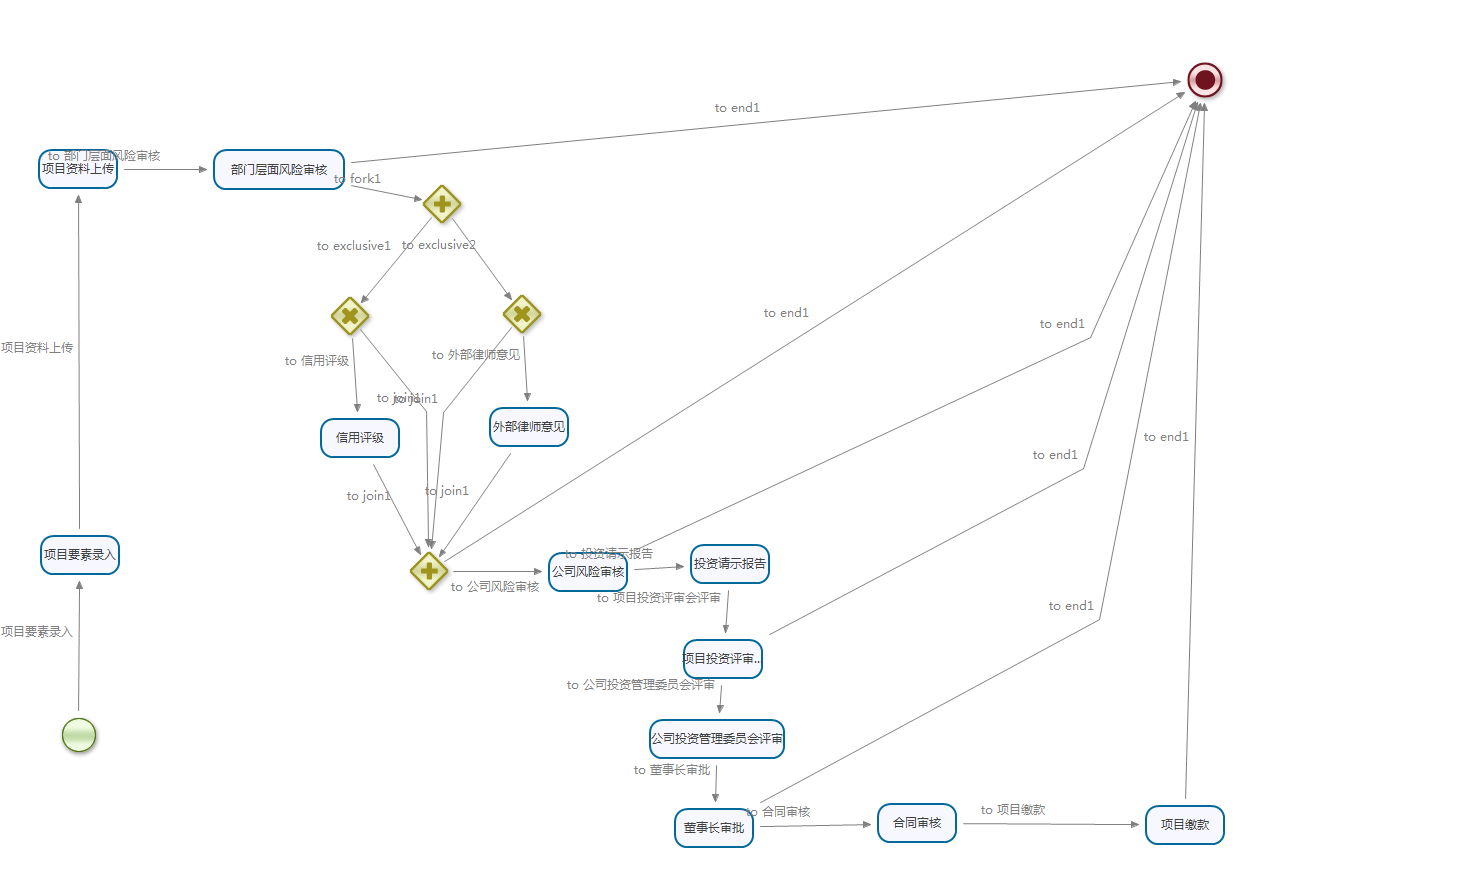 to end1
to 部门层面风险审核
项目资料上传
部门层面风险审核
to fork1
to exclusive1
to exclusive2
to end1
to end1
项目资料上传
to 信用评级
to 外部律师意见
to join1
to join1
信用评级
外部律师意见
to end1
to end1
to join1
to join1
项目要素录入
to 投资请示报告
公司风险审核
投资请示报告
to 公司风险审核
to 项目投资评审会评审
to end1
项目要素录入
项目投资评审...
to 公司投资管理委员会评审
公司投资管理委员会评审
to 董事长审批
to 合同审核
to 项目缴款
董事长审批
合同审核
项目缴款